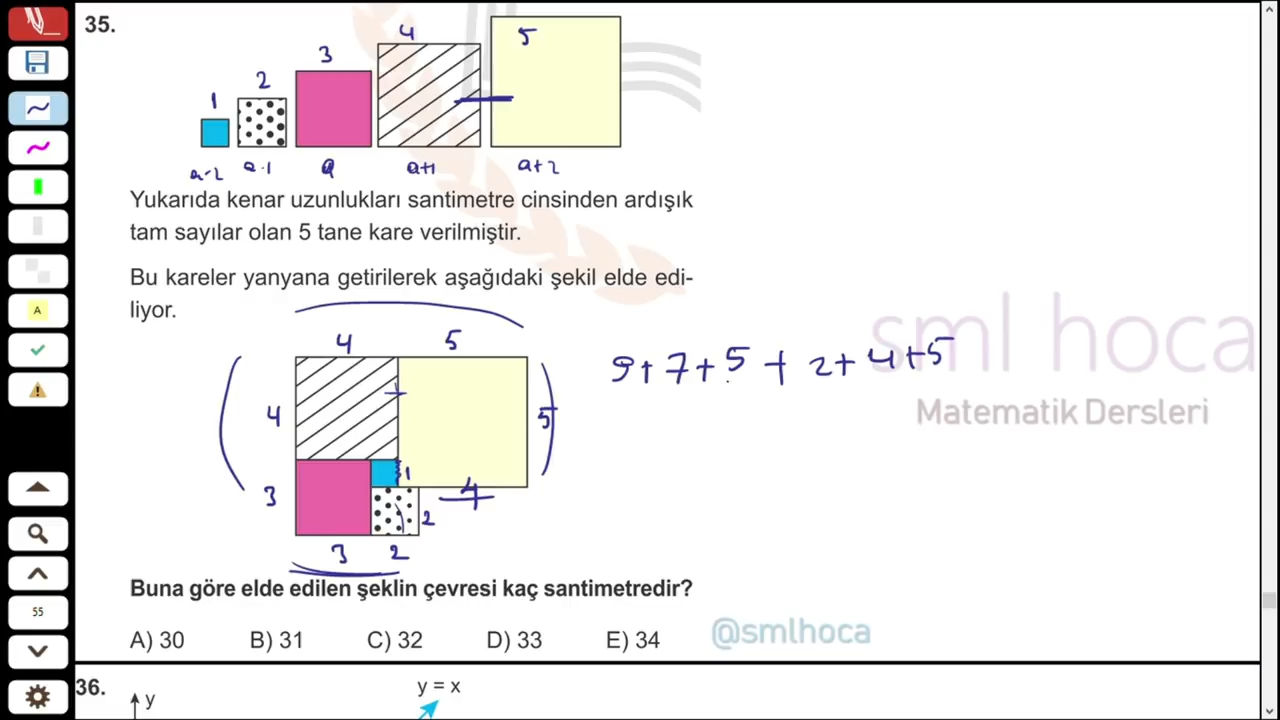 35.
1 2 3 4 5
a-2 a-1 a a+1 a+2
Yukarıda kenar uzunlukları santimetre cinsinden ardışık
tam sayılar olan 5 tane kare verilmiştir.
Bu kareler yanyana getirilerek aşağıdaki şekil elde edi-
liyor.
4 5
4 5
3 1 4
2
3 2
9+7+5+2+4+5
sml hoca
Matematik Dersleri
Buna göre elde edilen şeklin çevresi kaç santimetredir?
A) 30 B) 31 C) 32 D) 33 E) 34
@smlhoca
36.
y
y = x
A
55